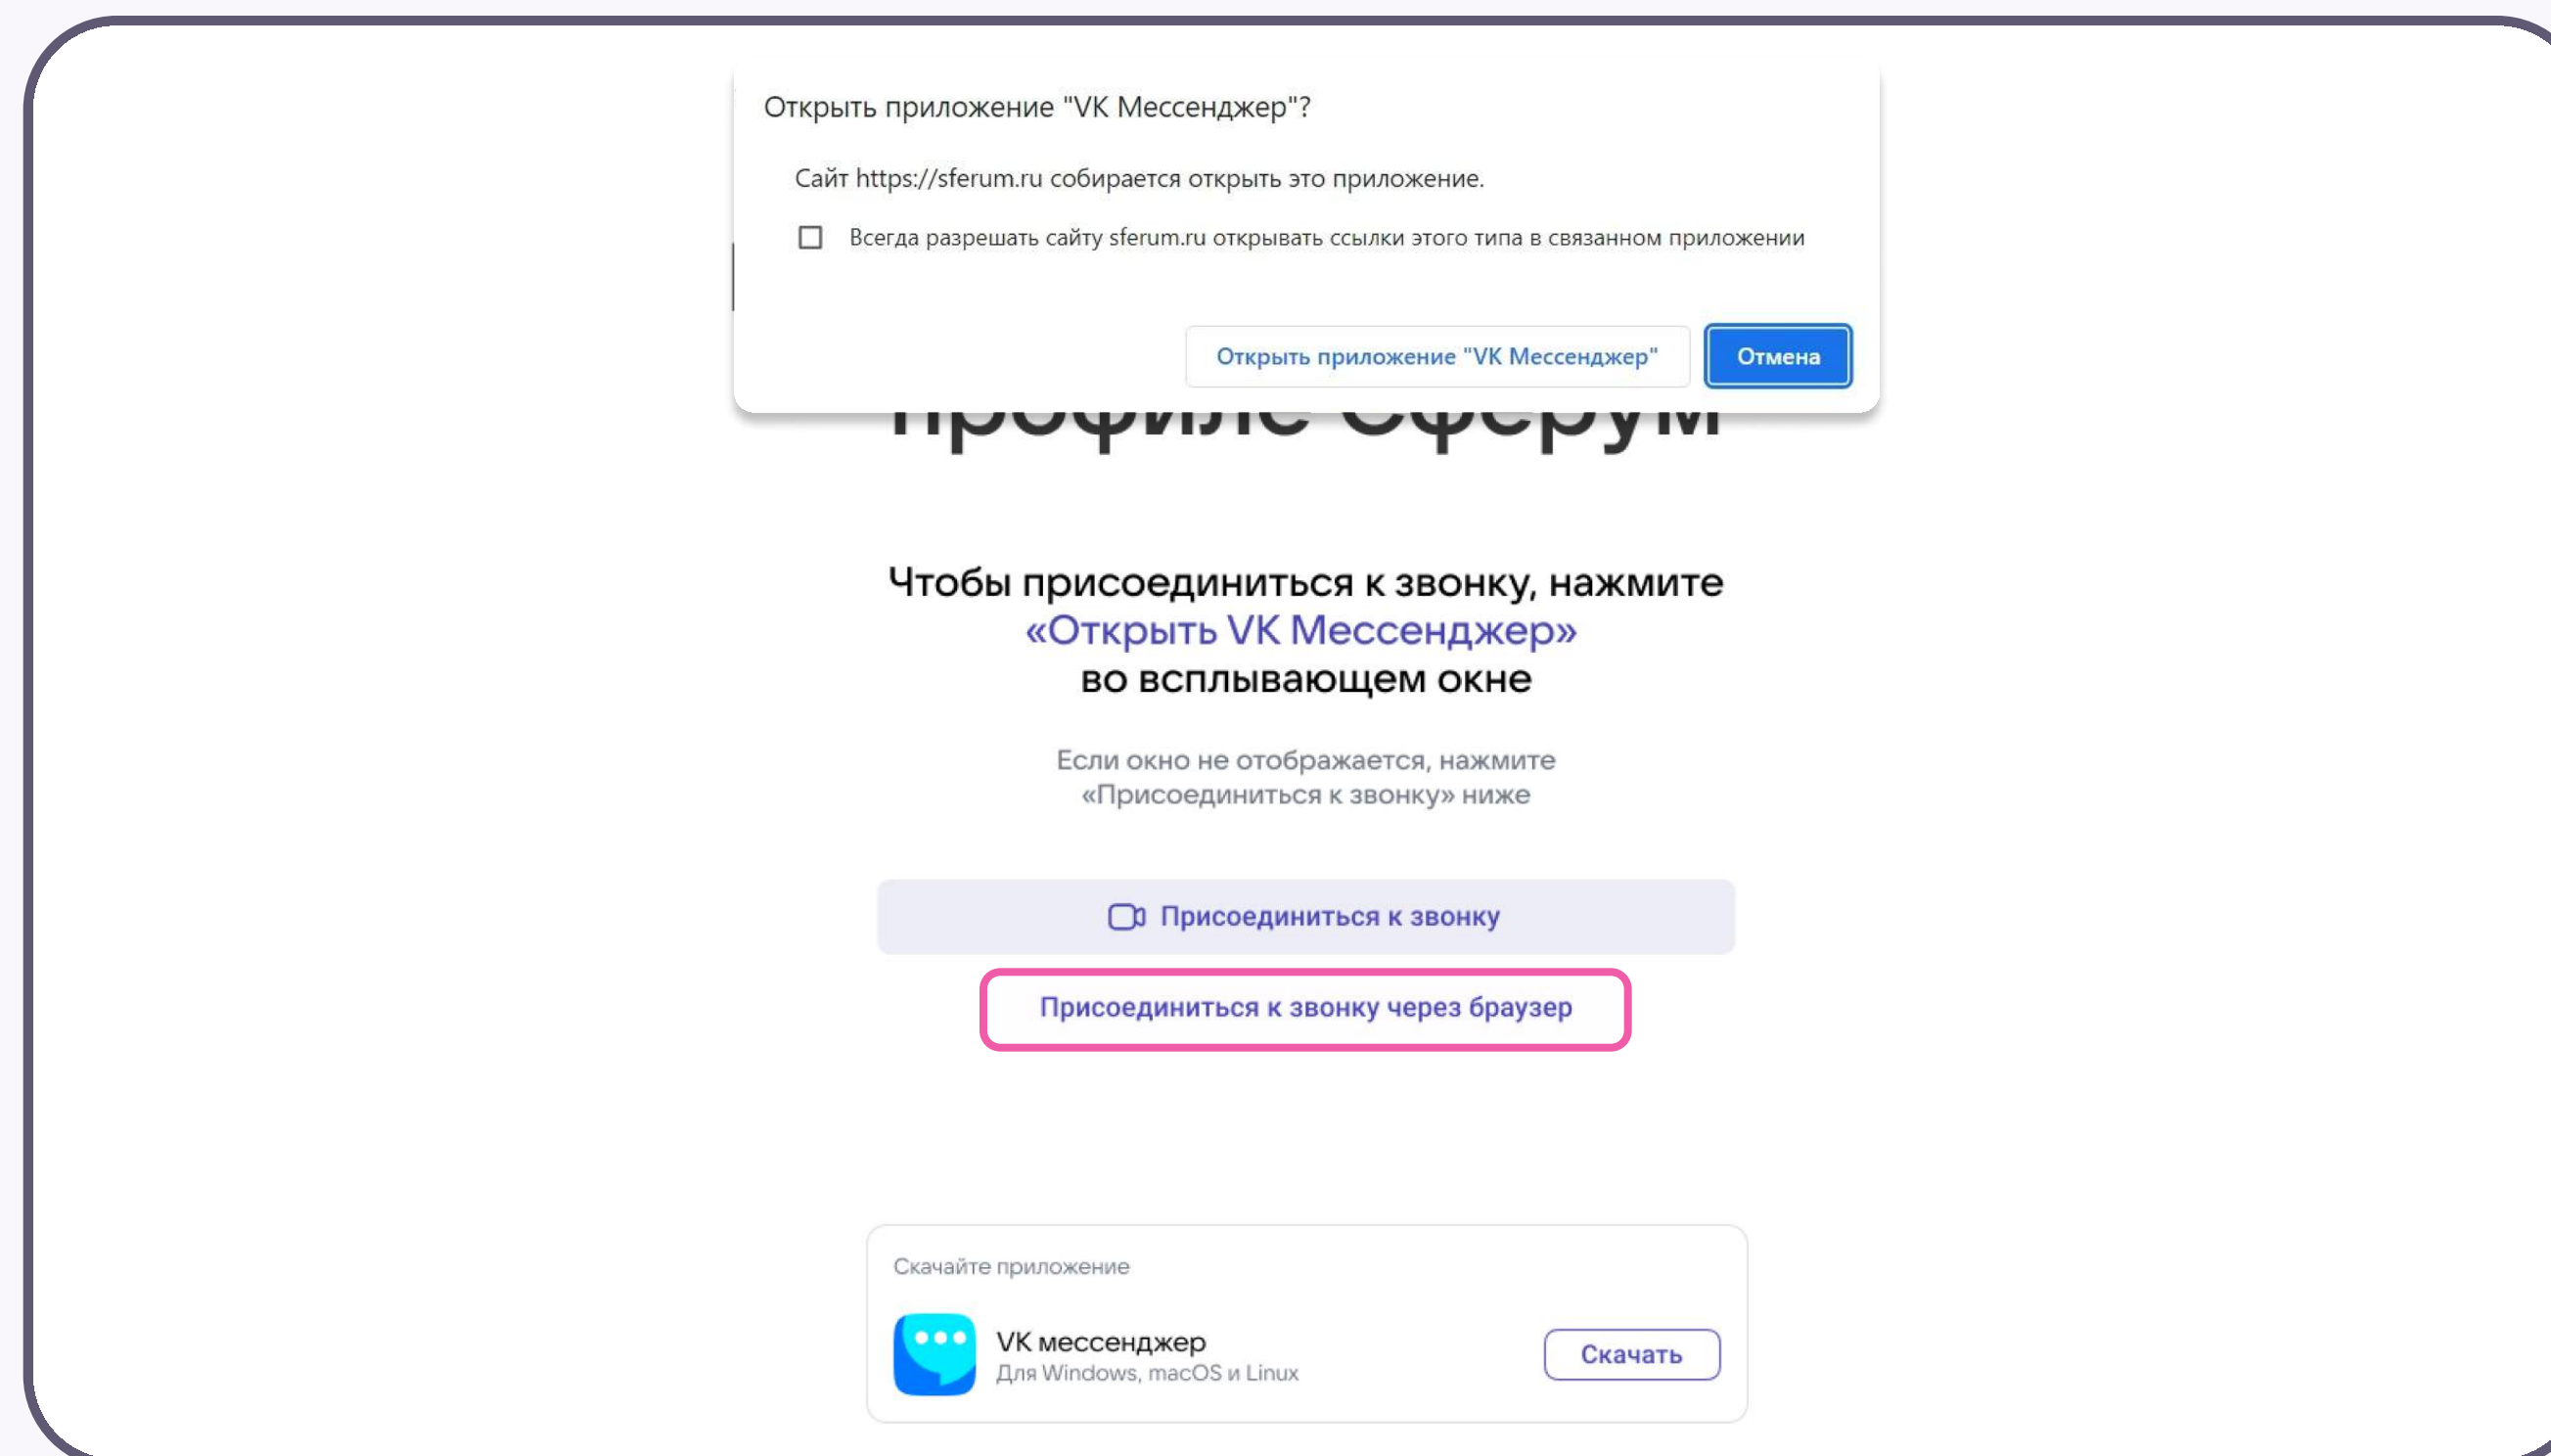 Открыть приложение "VK Мессенджер"?
Сайт https://sferum.ru собирается открыть это приложение.
Всегда разрешать сайту sferum.ru открывать ссылки этого типа в связанном приложении
Открыть приложение "VK Мессенджер"
Отмена
профиле Сферум
Чтобы присоединиться к звонку, нажмите
«Открыть VK Мессенджер»
во всплывающем окне
Если окно не отображается, нажмите
«Присоединиться к звонку» ниже
Присоединиться к звонку
Присоединиться к звонку через браузер
Скачайте приложение
VK мессенджер
Для Windows, macOS и Linux
Скачать